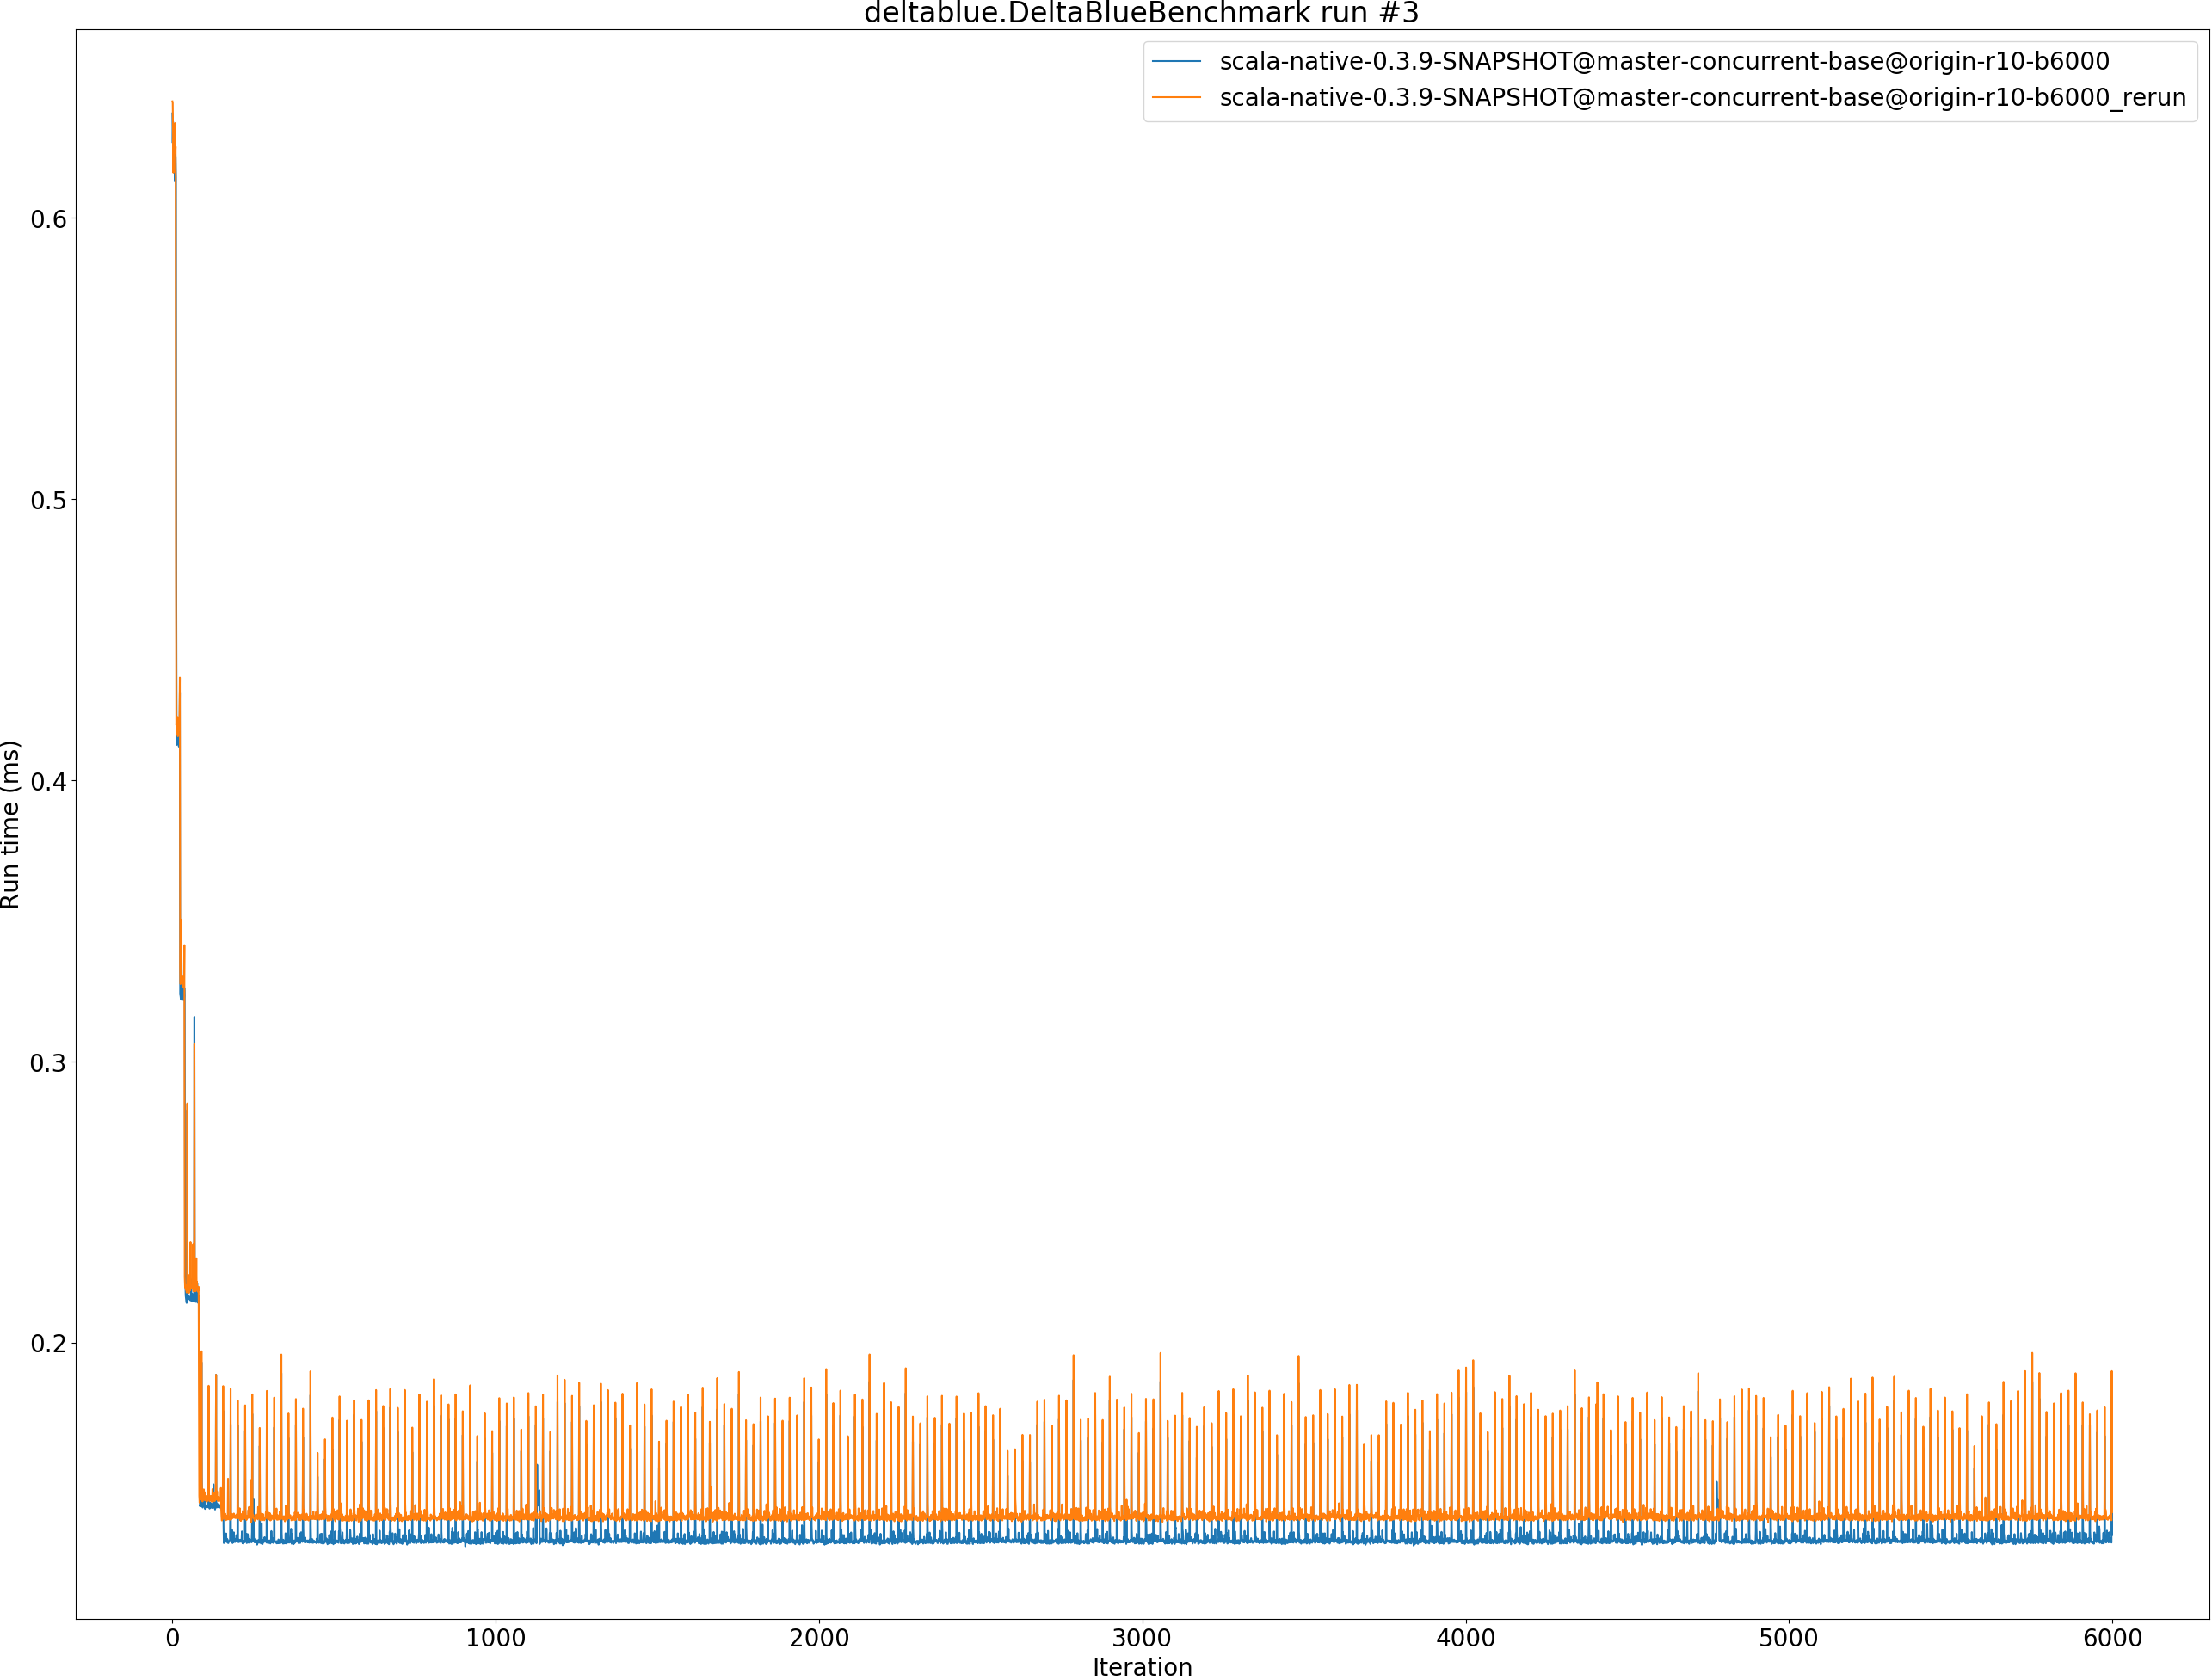 deltablue.DeltaBlueBenchmark run #3
scala-native-0.3.9-SNAPSHOT@master-concurrent-base@origin-r10-b6000
scala-native-0.3.9-SNAPSHOT@master-concurrent-base@origin-r10-b6000_rerun
Run time (ms)
0.6
0.5
0.4
0.3
0.2
0 1000 2000 3000 4000 5000 6000
Iteration